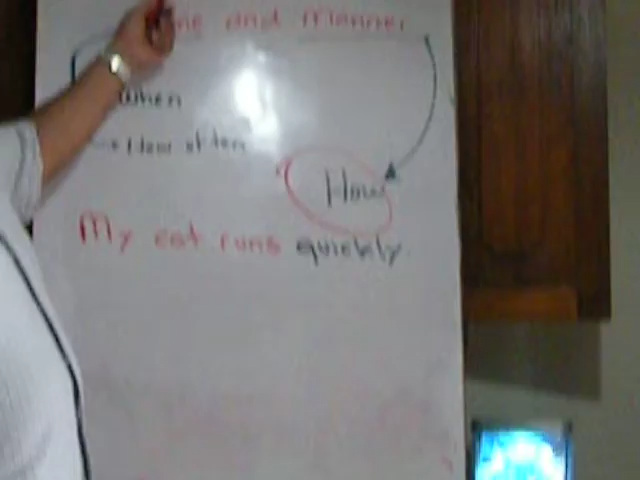 and Manner
When
How often
How
My cat runs quickly.